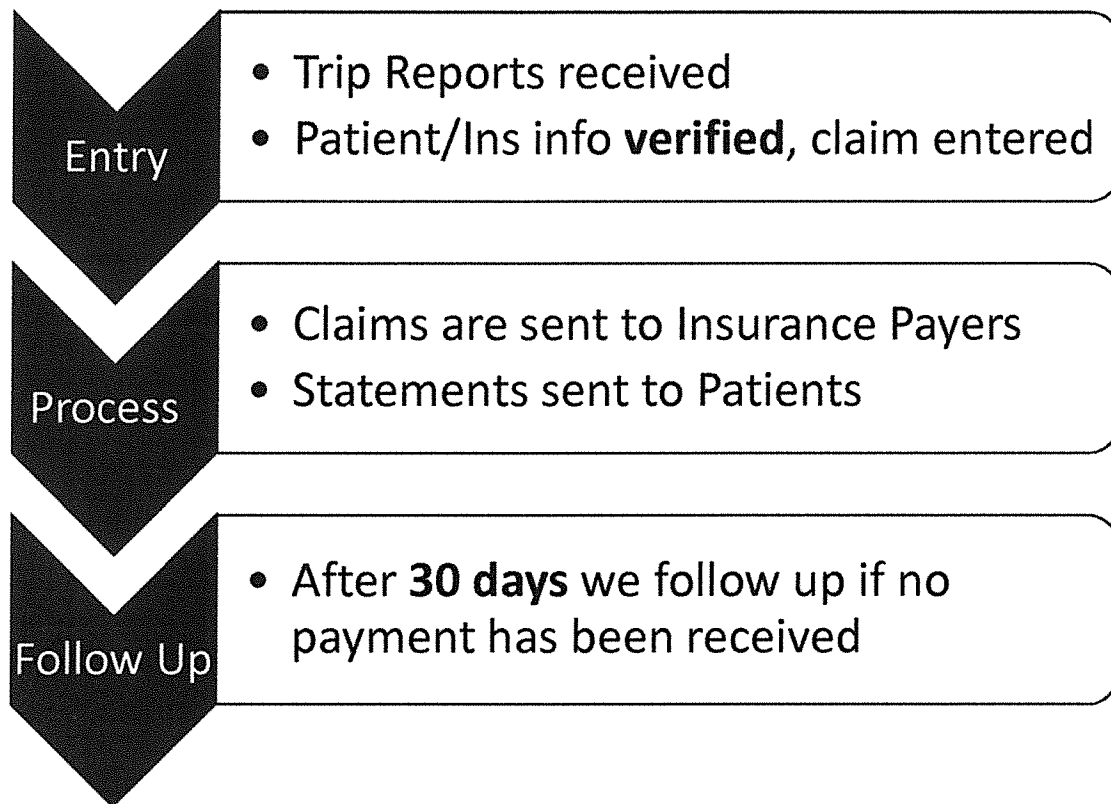 Entry
• Trip Reports received
• Patient/Ins info verified, claim entered
Process
• Claims are sent to Insurance Payers
• Statements sent to Patients
Follow Up
• After 30 days we follow up if no
payment has been received